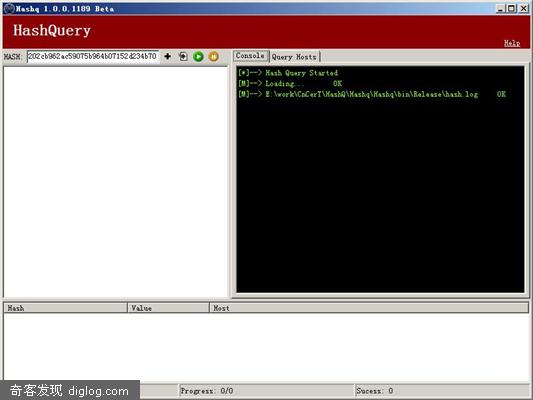 Hashq 1.0.0.1189 Beta
HashQuery
Help
HASH: 202cb962ac59075b964b07152d234b70
Console Query Hosts
[*]--> Hash Query Started
[M]--> Loading... OK
[M]--> E:\work\CnCerT\HashQ\Hashq\Hashq\bin\Release\hash.log OK
Hash Value Host
Progress: 0/0 Sucess: 0
奇客发现 diglog.com